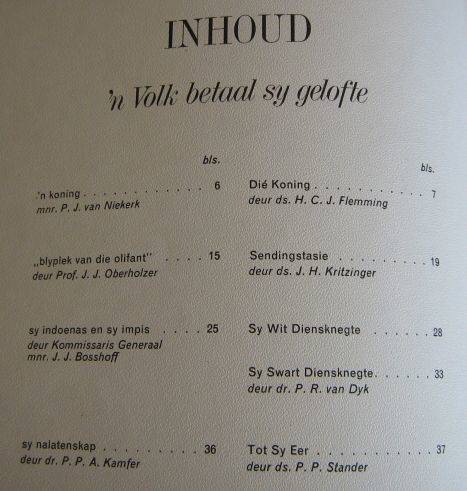 INHOUD
'n Volk betaal sy gelofte
bls.
'n koning . . . . . . . . . . . . 6
mnr. P. J. van Niekerk
„blyplek van die olifant" . . . . 15
deur Prof. J. J. Oberholzer
sy indoenas en sy impis . . . . 25
deur Kommissaris Generaal
mnr. J. J. Bosshoff
sy nalatenskap . . . . . . . . . 36
deur dr. P. P. A. Kamfer
bls.
Dié Koning . . . . . . . . . . . 7
deur ds. H. C. J. Flemming
Sendingstasie . . . . . . . . . 19
deur ds. J. H. Kritzinger
Sy Wit Diensknegte . . . . . . 28
Sy Swart Diensknegte. . . . . . 33
deur dr. P. R. van Dyk
Tot Sy Eer . . . . . . . . . . . 37
deur ds. P. P. Stander